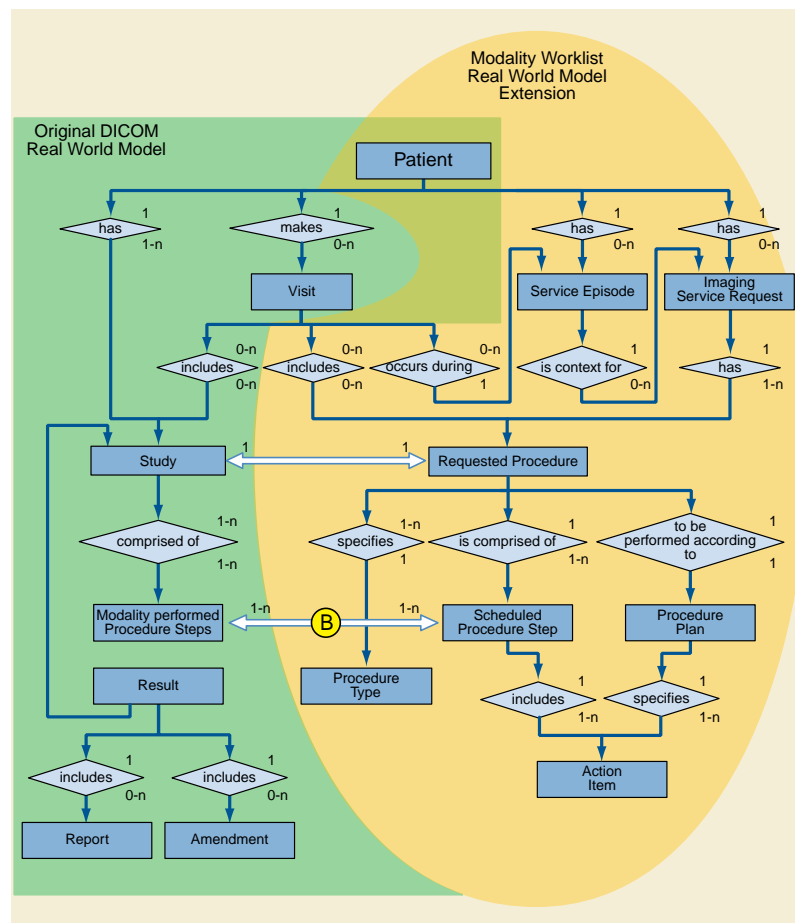 Modality Worklist
Real World Model
Extension
Original DICOM
Real World Model
Patient
has
1
1-n
makes
1
0-n
has
1
0-n
has
1
0-n
Visit
Service Episode
Imaging
Service Request
includes
0-n
0-n
includes
0-n
0-n
occurs during
0-n
1
is context for
1
0-n
has
1
1-n
Study
1
1
Requested Procedure
comprised of
1-n
1-n
specifies
1-n
1
is comprised of
1
1-n
to be
performed according
to
1
1
Modality performed
Procedure Steps
1-n
B
1-n
Scheduled
Procedure Step
Procedure
Plan
Result
Procedure
Type
includes
1
1-n
specifies
1
1-n
includes
1
0-n
includes
1
0-n
Action
Item
Report
Amendment